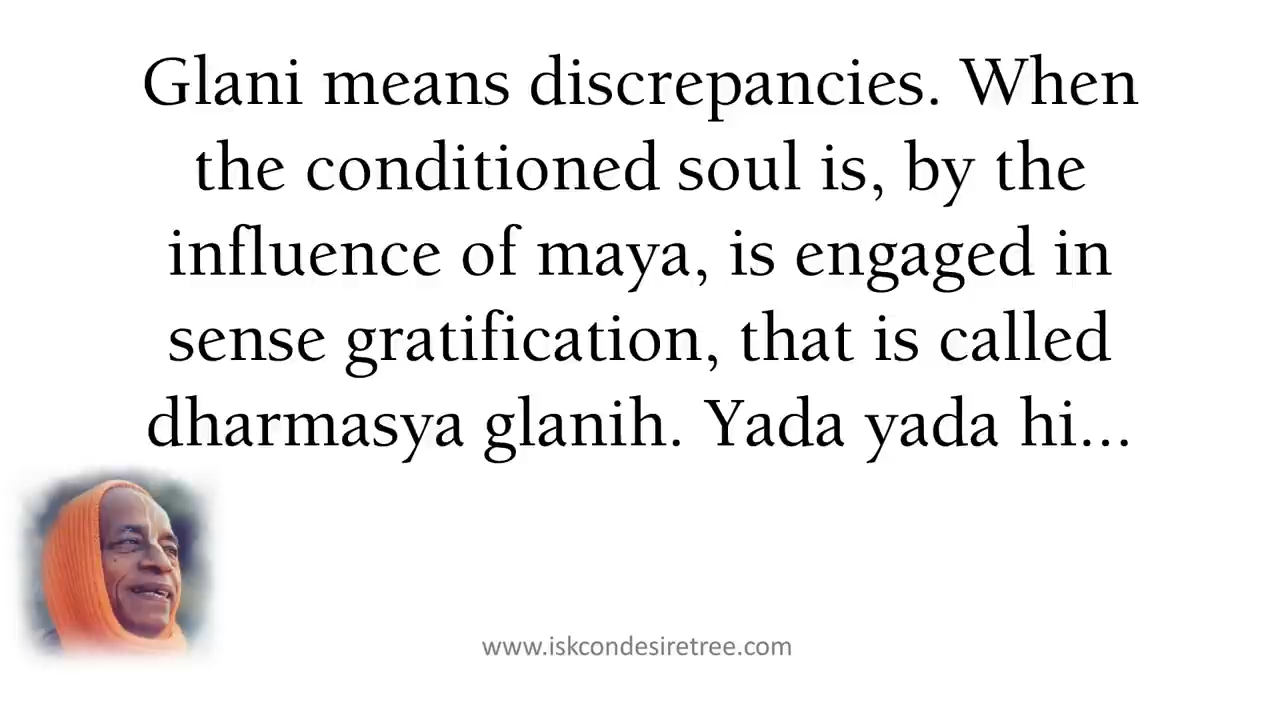 Glani means discrepancies. When
the conditioned soul is, by the
influence of maya, is engaged in
sense gratification, that is called
dharmasya glanih. Yada yada hi...
www.iskcondesiretree.com